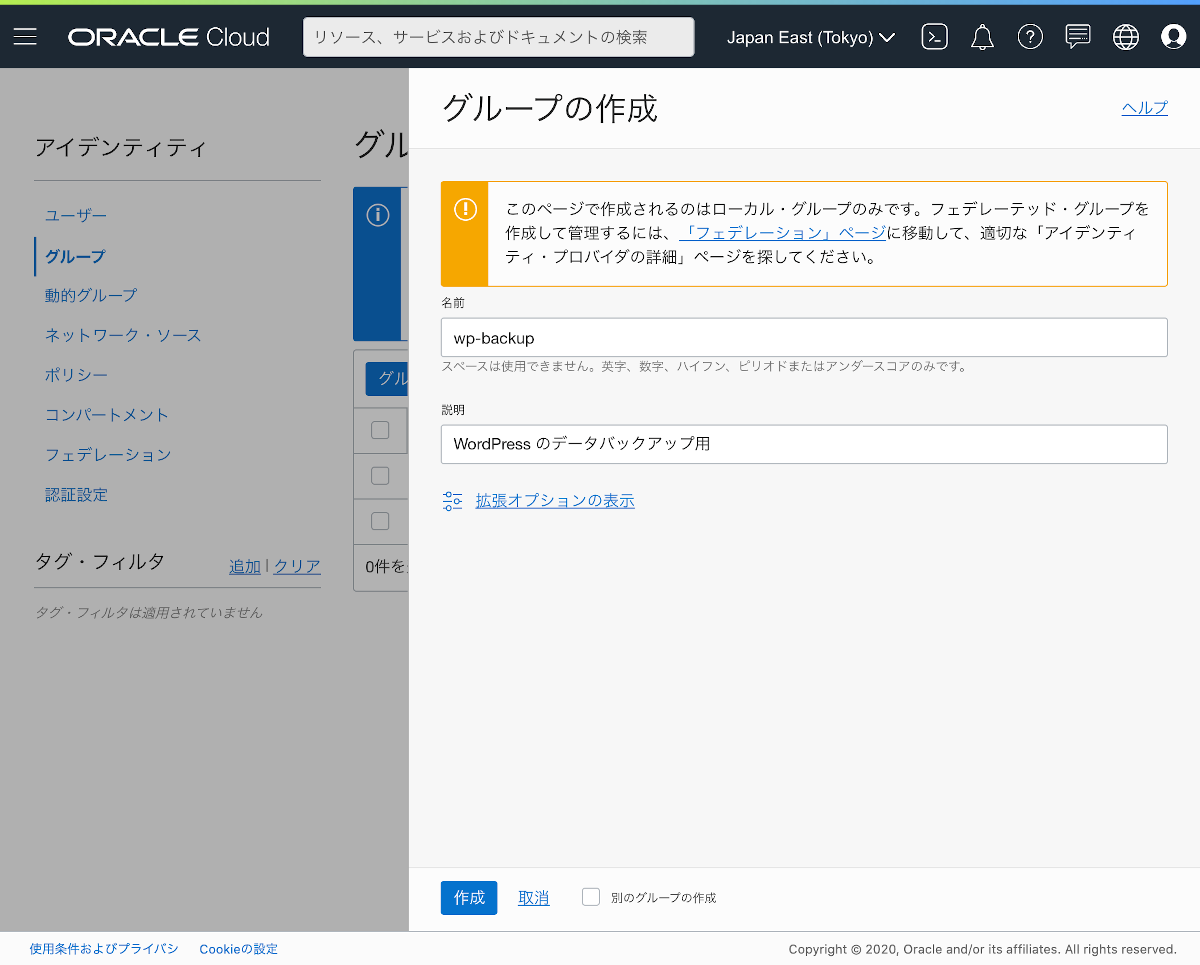 ORACLE Cloud
リソース、サービスおよびドキュメントの検索
Japan East (Tokyo)
アイデンティティ
ユーザー
グループ
動的グループ
ネットワーク・ソース
ポリシー
コンパートメント
フェデレーション
認証設定
タグ・フィルタ
追加 | クリア
タグ・フィルタは適用されていません
グル
グル
0件を
グループの作成
ヘルプ
このページで作成されるのはローカル・グループのみです。フェデレーテッド・グループを
作成して管理するには、「フェデレーション」ページに移動して、適切な「アイデンティ
ティ・プロバイダの詳細」ページを探してください。
名前
wp-backup
スペースは使用できません。英字、数字、ハイフン、ピリオドまたはアンダースコアのみです。
説明
WordPress のデータバックアップ用
拡張オプションの表示
作成
取消
別のグループの作成
使用条件およびプライバシ
Cookieの設定
Copyright © 2020, Oracle and/or its affiliates. All rights reserved.